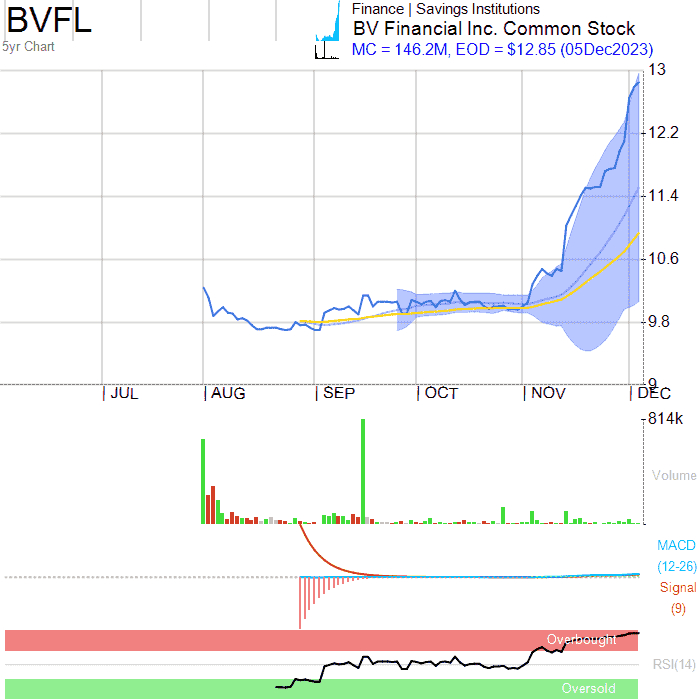 BVFL
Finance | Savings Institutions
5yr Chart
BV Financial Inc. Common Stock
MC = 146.2M, EOD = $12.85 (05Dec2023)
13
12.2
11.4
10.6
9.8
9
JUL AUG SEP OCT NOV DEC
814k
Volume
MACD
(12-26)
Signal
(9)
Overbought
RSI(14)
Oversold